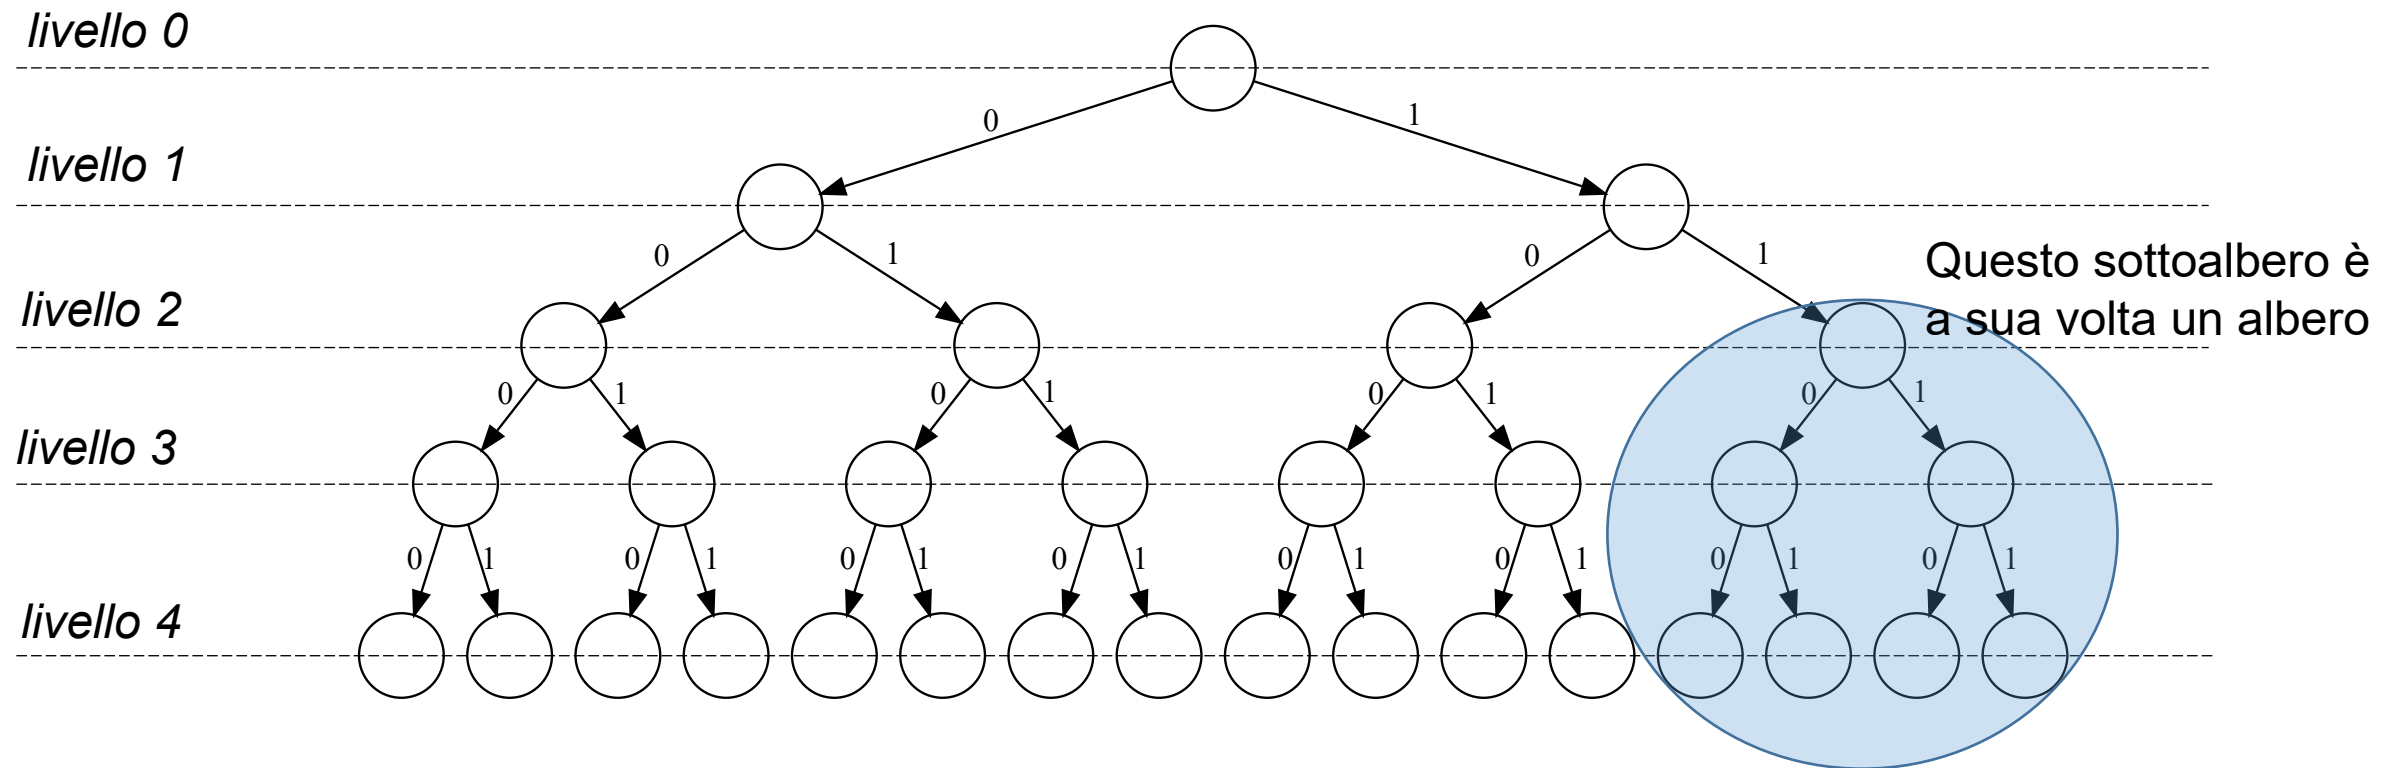 livello 0
0 1
livello 1
0 1 0 1
Questo sottoalbero è
a sua volta un albero
livello 2
0 1 0 1 0 1 0 1
livello 3
0 1 0 1 0 1 0 1 0 1 0 1 0 1 0 1
livello 4